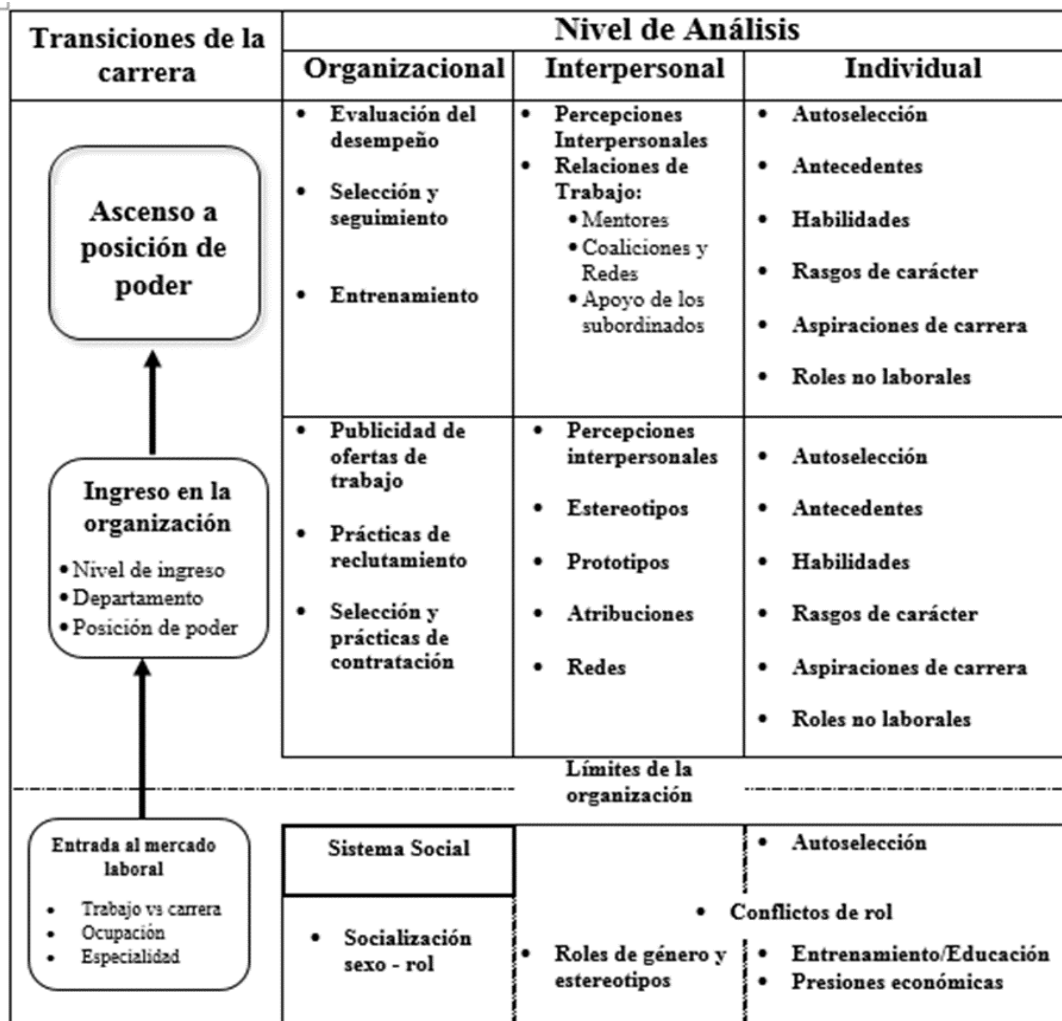 Transiciones de la
carrera
Nivel de Análisis
Organizacional
Interpersonal
Individual
Ascenso a
posición de
poder
• Evaluación del
desempeño
• Selección y
seguimiento
• Entrenamiento
• Percepciones
Interpersonales
• Relaciones de
Trabajo:
• Mentores
• Coaliciones y
Redes
• Apoyo de los
subordinados
• Autoselección
• Antecedentes
• Habilidades
• Rasgos de carácter
• Aspiraciones de carrera
• Roles no laborales
Ingreso en la
organización
• Nivel de ingreso
• Departamento
• Posición de poder
• Publicidad de
ofertas de
trabajo
• Prácticas de
reclutamiento
• Selección y
prácticas de
contratación
• Percepciones
interpersonales
• Estereotipos
• Prototipos
• Atribuciones
• Redes
• Autoselección
• Antecedentes
• Habilidades
• Rasgos de carácter
• Aspiraciones de carrera
• Roles no laborales
Límites de la
organización
Entrada al mercado
laboral
• Trabajo vs carrera
• Ocupación
• Especialidad
Sistema Social
• Socialización
sexo - rol
• Autoselección
• Conflictos de rol
• Roles de género y
estereotipos
• Entrenamiento/Educación
• Presiones económicas